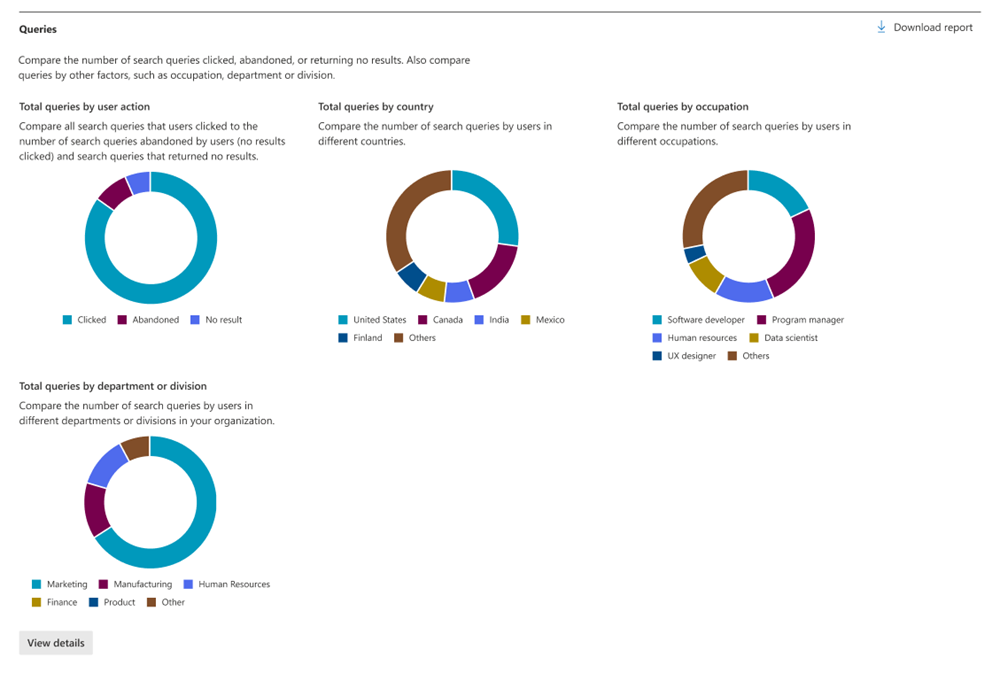 Queries
Download report
Compare the number of search queries clicked, abandoned, or returning no results. Also compare
queries by other factors, such as occupation, department or division.
Total queries by user action
Compare all search queries that users clicked to the
number of search queries abandoned by users (no results
clicked) and search queries that returned no results.
Clicked Abandoned No result
Total queries by country
Compare the number of search queries by users in
different countries.
United States Canada India Mexico
Finland Others
Total queries by occupation
Compare the number of search queries by users in
different occupations.
Software developer Program manager
Human resources Data scientist
UX designer Others
Total queries by department or division
Compare the number of search queries by users in
different departments or divisions in your organization.
Marketing Manufacturing Human Resources
Finance Product Other
View details